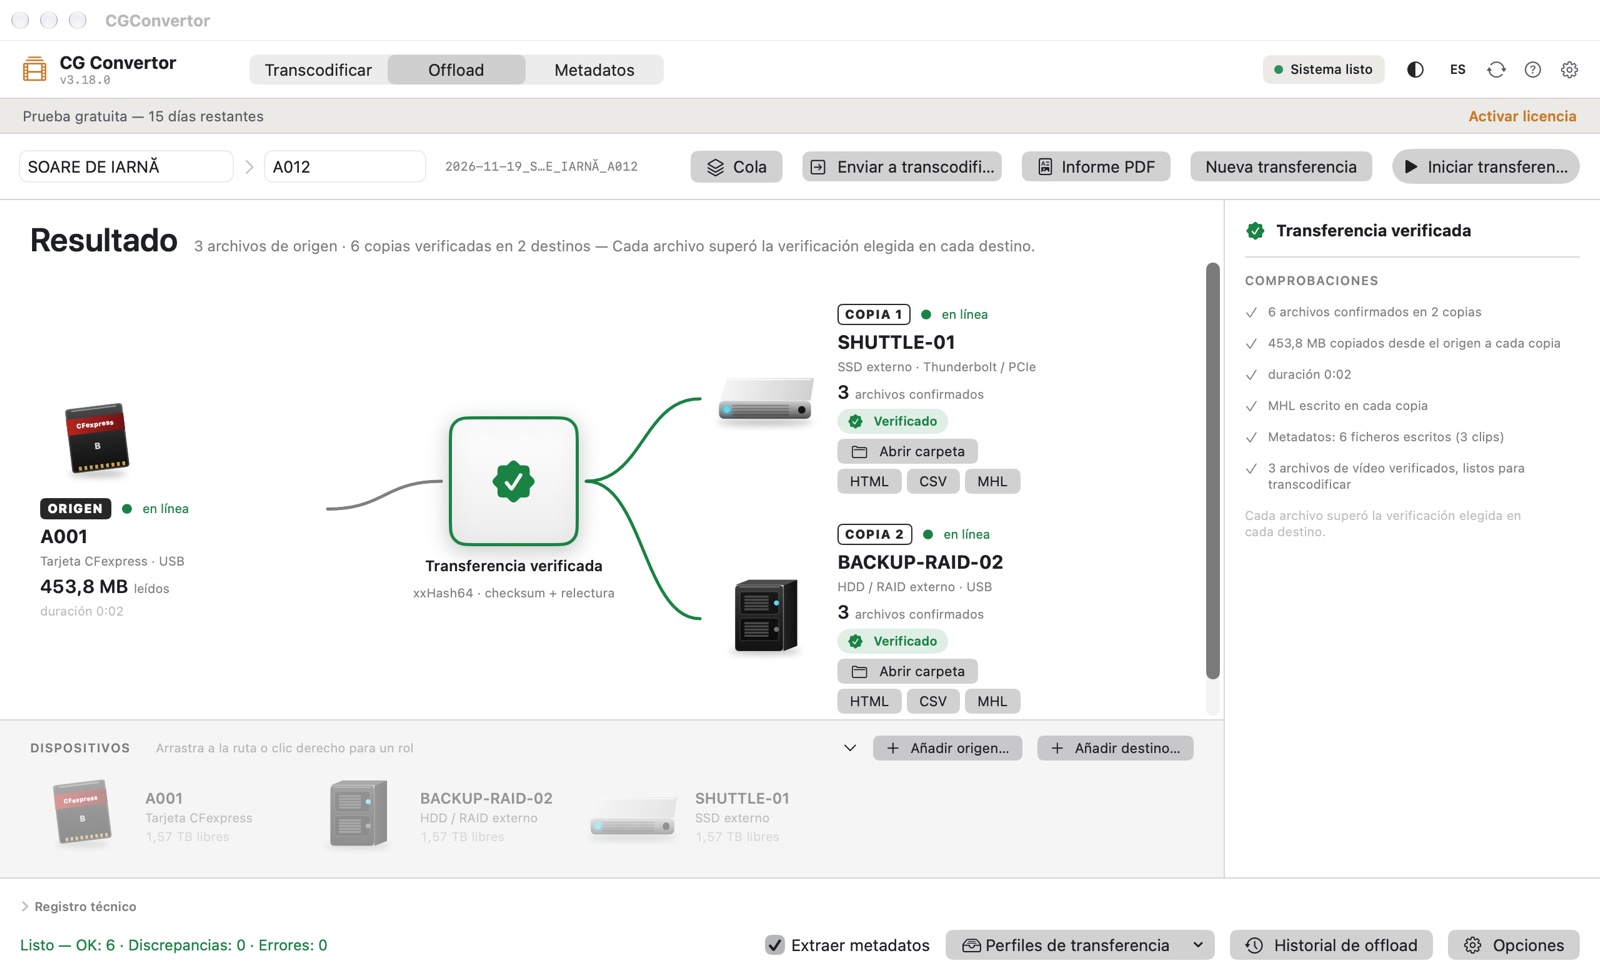 CGConvertor
CG Convertor
v3.18.0
Transcodificar
Offload
Metadatos
Sistema listo
ES
Prueba gratuita — 15 días restantes
Activar licencia
SOARE DE IARNĂ
A012
2026-11-19_S…E_IARNĂ_A012
Cola
Enviar a transcodifi…
Informe PDF
Nueva transferencia
Iniciar transferen…
Resultado
3 archivos de origen · 6 copias verificadas en 2 destinos — Cada archivo superó la verificación elegida en cada destino.
CFexpress
B
ORIGEN
en línea
A001
Tarjeta CFexpress · USB
453,8 MB leídos
duración 0:02
Transferencia verificada
xxHash64 · checksum + relectura
COPIA 1
en línea
SHUTTLE-01
SSD externo · Thunderbolt / PCIe
3 archivos confirmados
Verificado
Abrir carpeta
HTML
CSV
MHL
COPIA 2
en línea
BACKUP-RAID-02
HDD / RAID externo · USB
3 archivos confirmados
Verificado
Abrir carpeta
HTML
CSV
MHL
Transferencia verificada
COMPROBACIONES
6 archivos confirmados en 2 copias
453,8 MB copiados desde el origen a cada copia
duración 0:02
MHL escrito en cada copia
Metadatos: 6 ficheros escritos (3 clips)
3 archivos de vídeo verificados, listos para
transcodificar
Cada archivo superó la verificación elegida en
cada destino.
DISPOSITIVOS
Arrastra a la ruta o clic derecho para un rol
Añadir origen…
Añadir destino…
CFexpress
B
A001
Tarjeta CFexpress
1,57 TB libres
BACKUP-RAID-02
HDD / RAID externo
1,57 TB libres
SHUTTLE-01
SSD externo
1,57 TB libres
Registro técnico
Listo — OK: 6 · Discrepancias: 0 · Errores: 0
Extraer metadatos
Perfiles de transferencia
Historial de offload
Opciones